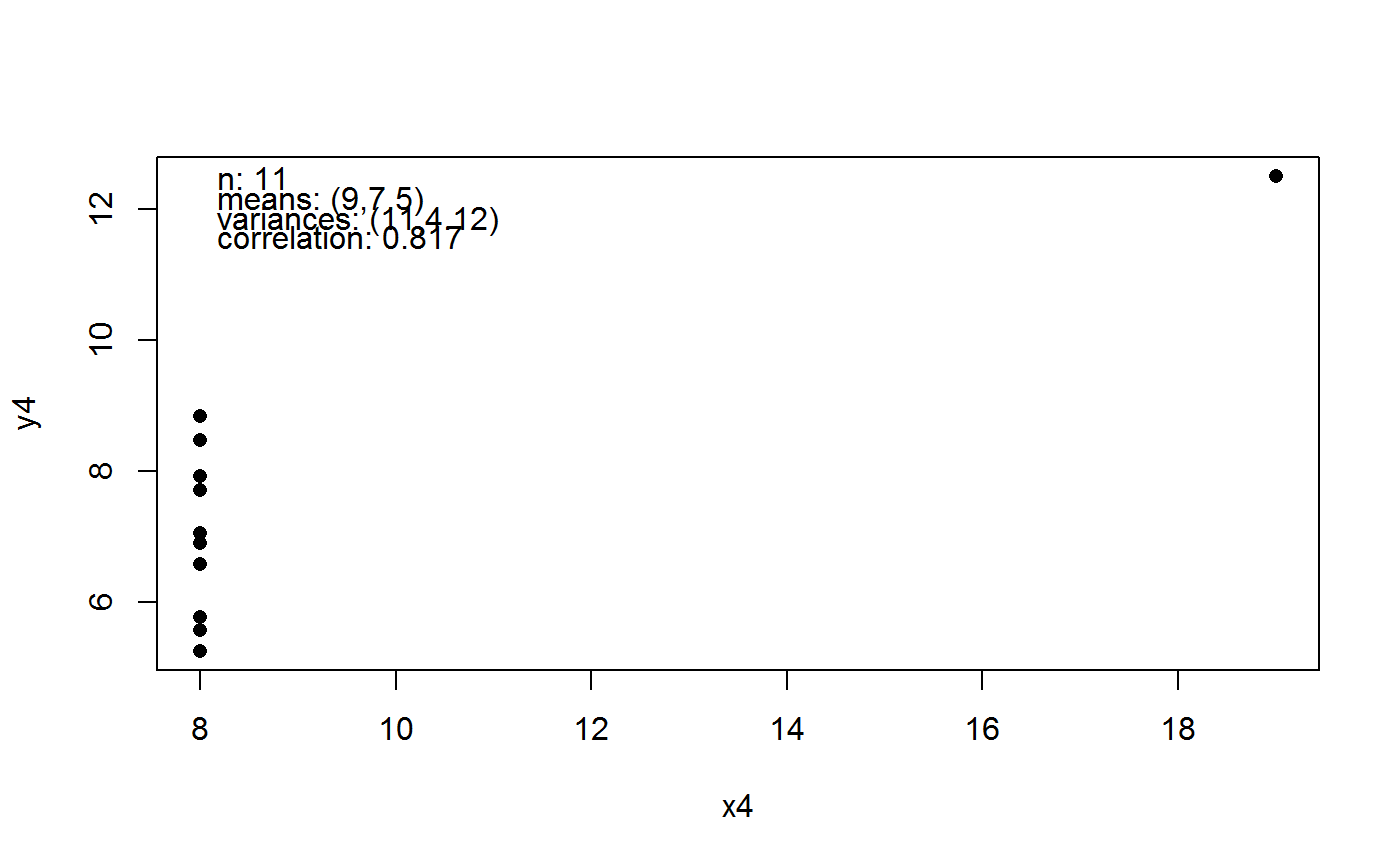 n: 11
means: (9,7.5)
variances: (11,4.12)
correlation: 0.817
12
10
8
6
y4
8
10
12
14
16
18
x4